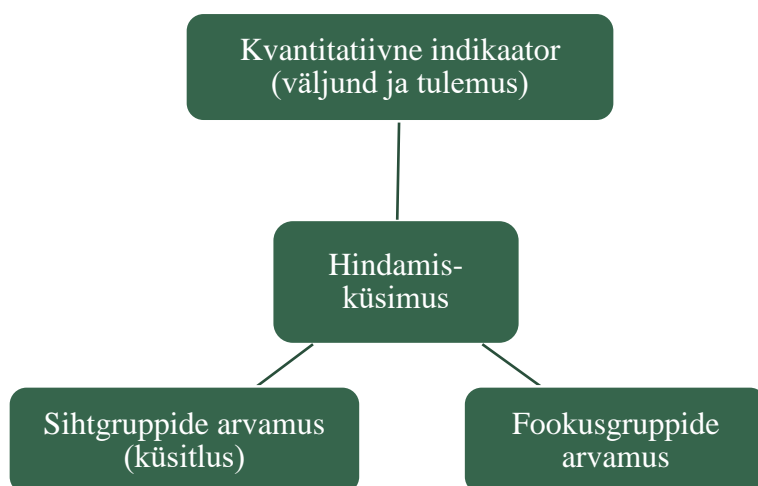 Kvantitatiivne indikaator
(väljund ja tulemus)
Hindamis-
küsimus
Sihtgruppide arvamus
(küsitlus)
Fookusgruppide
arvamus